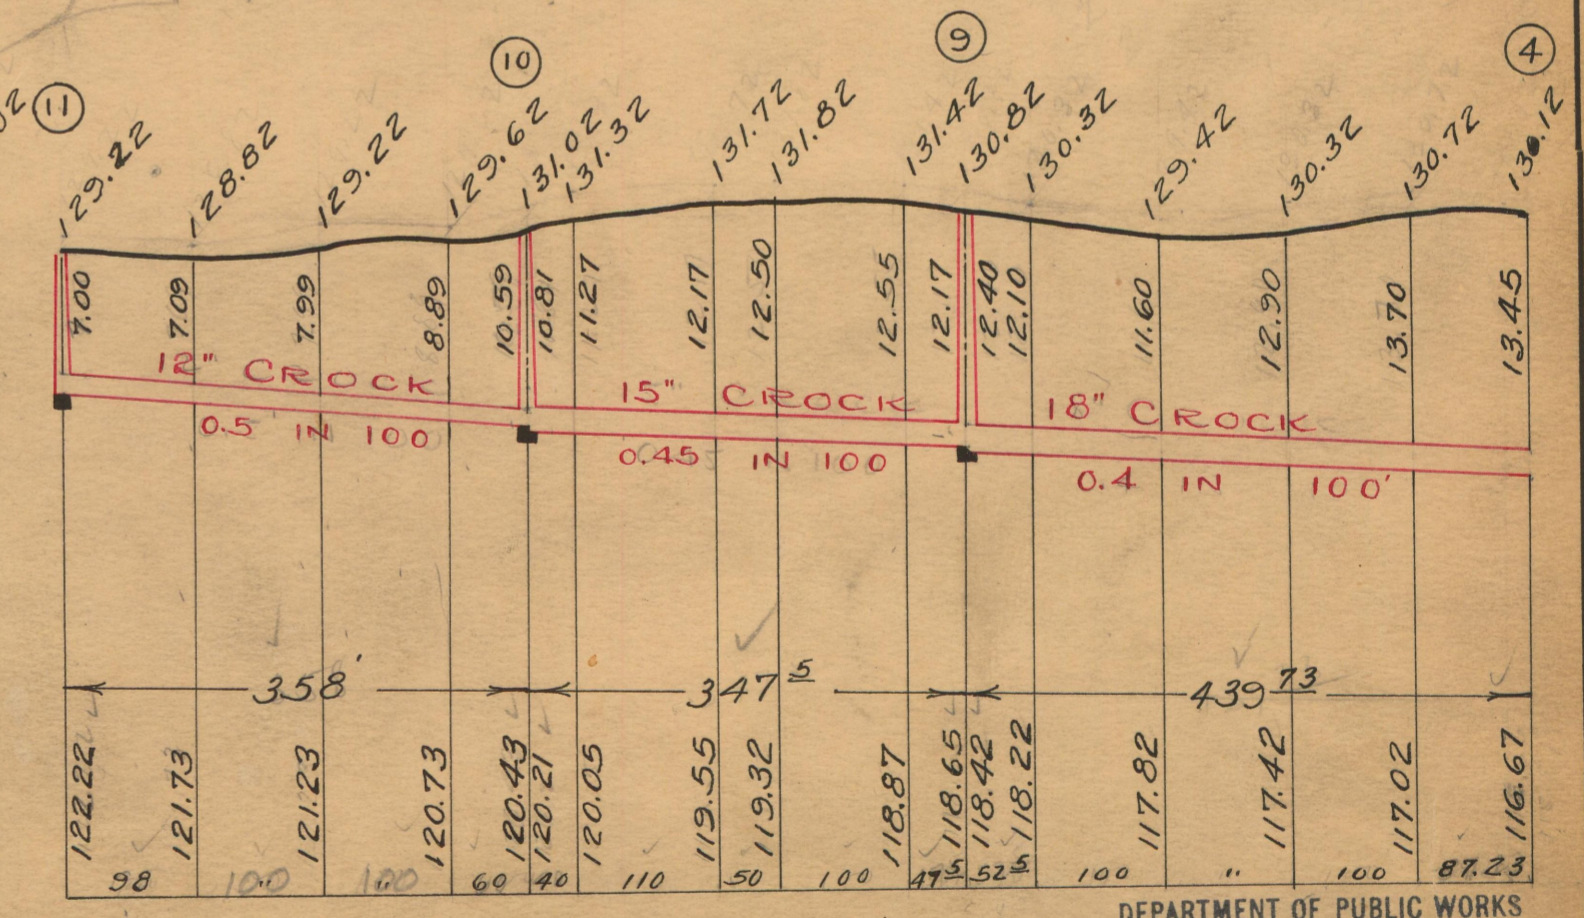 11 10 9 4
129.22 128.82 129.22 129.62 131.02 131.32 131.72 131.82 131.42 130.82 130.32 129.42 130.32 130.72 130.12
7.00 7.09 7.99 8.89 10.59 10.81 11.27 12.17 12.50 12.55 12.17 12.40 12.10 11.60 12.90 13.70 13.45
12" CROCK 15" CROCK 18" CROCK
0.5 IN 100 0.45 IN 100 0.4 IN 100'
358' 347 5 439 73
122.22 121.73 121.23 120.73 120.43 120.21 120.05 119.55 119.32 118.87 118.65 118.42 118.22 117.82 117.42 117.02 116.67
98 100 " 100 " 60 40 110 50 100 47 5 52 5 100 " 100 87.23
DEPARTMENT OF PUBLIC WORKS